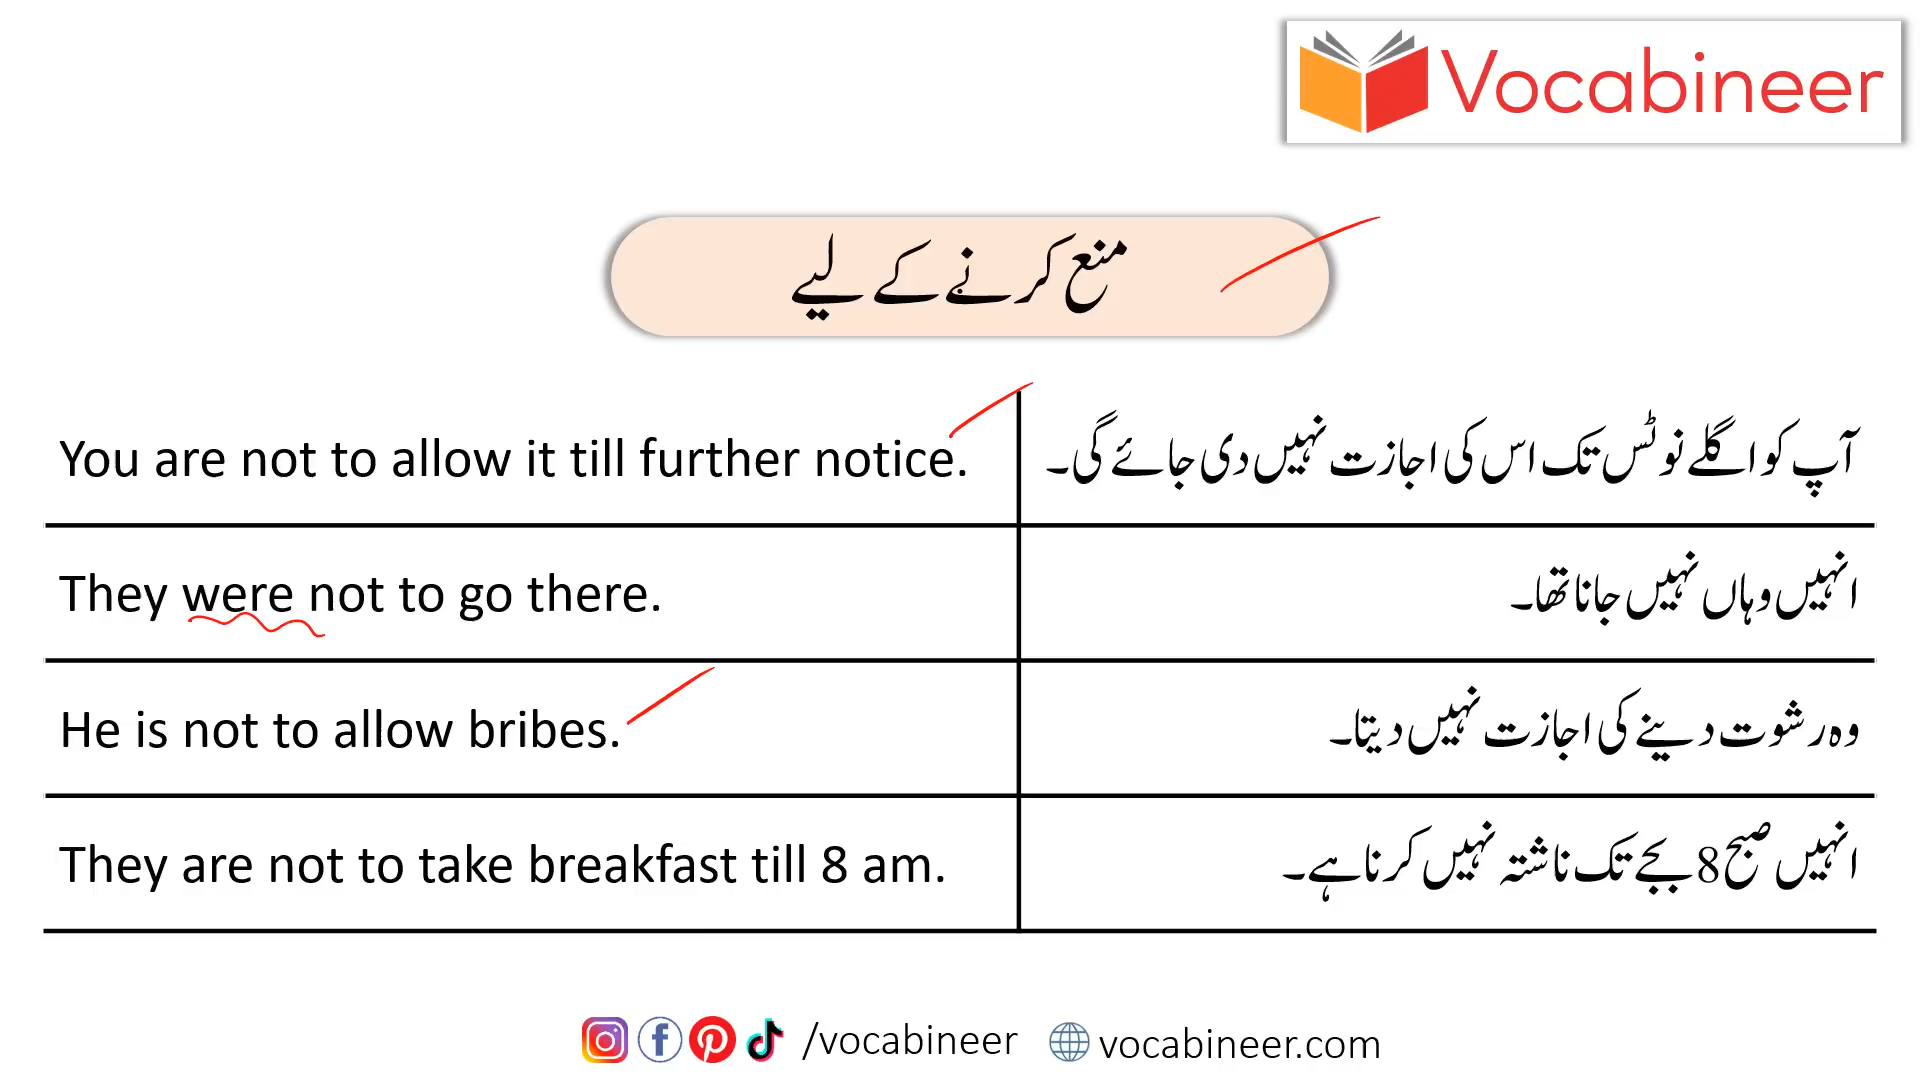 Vocabineer
منع کرنے کے لیے
You are not to allow it till further notice.
آپ کو اگلے نوٹس تک اس کی اجازت نہیں دی جائے گی۔
They were not to go there.
انہیں وہاں نہیں جانا تھا۔
He is not to allow bribes.
وہ رشوت دینے کی اجازت نہیں دیتا۔
They are not to take breakfast till 8 am.
انہیں صبح 8 بجے تک ناشتہ نہیں کرنا ہے۔
/vocabineer vocabineer.com